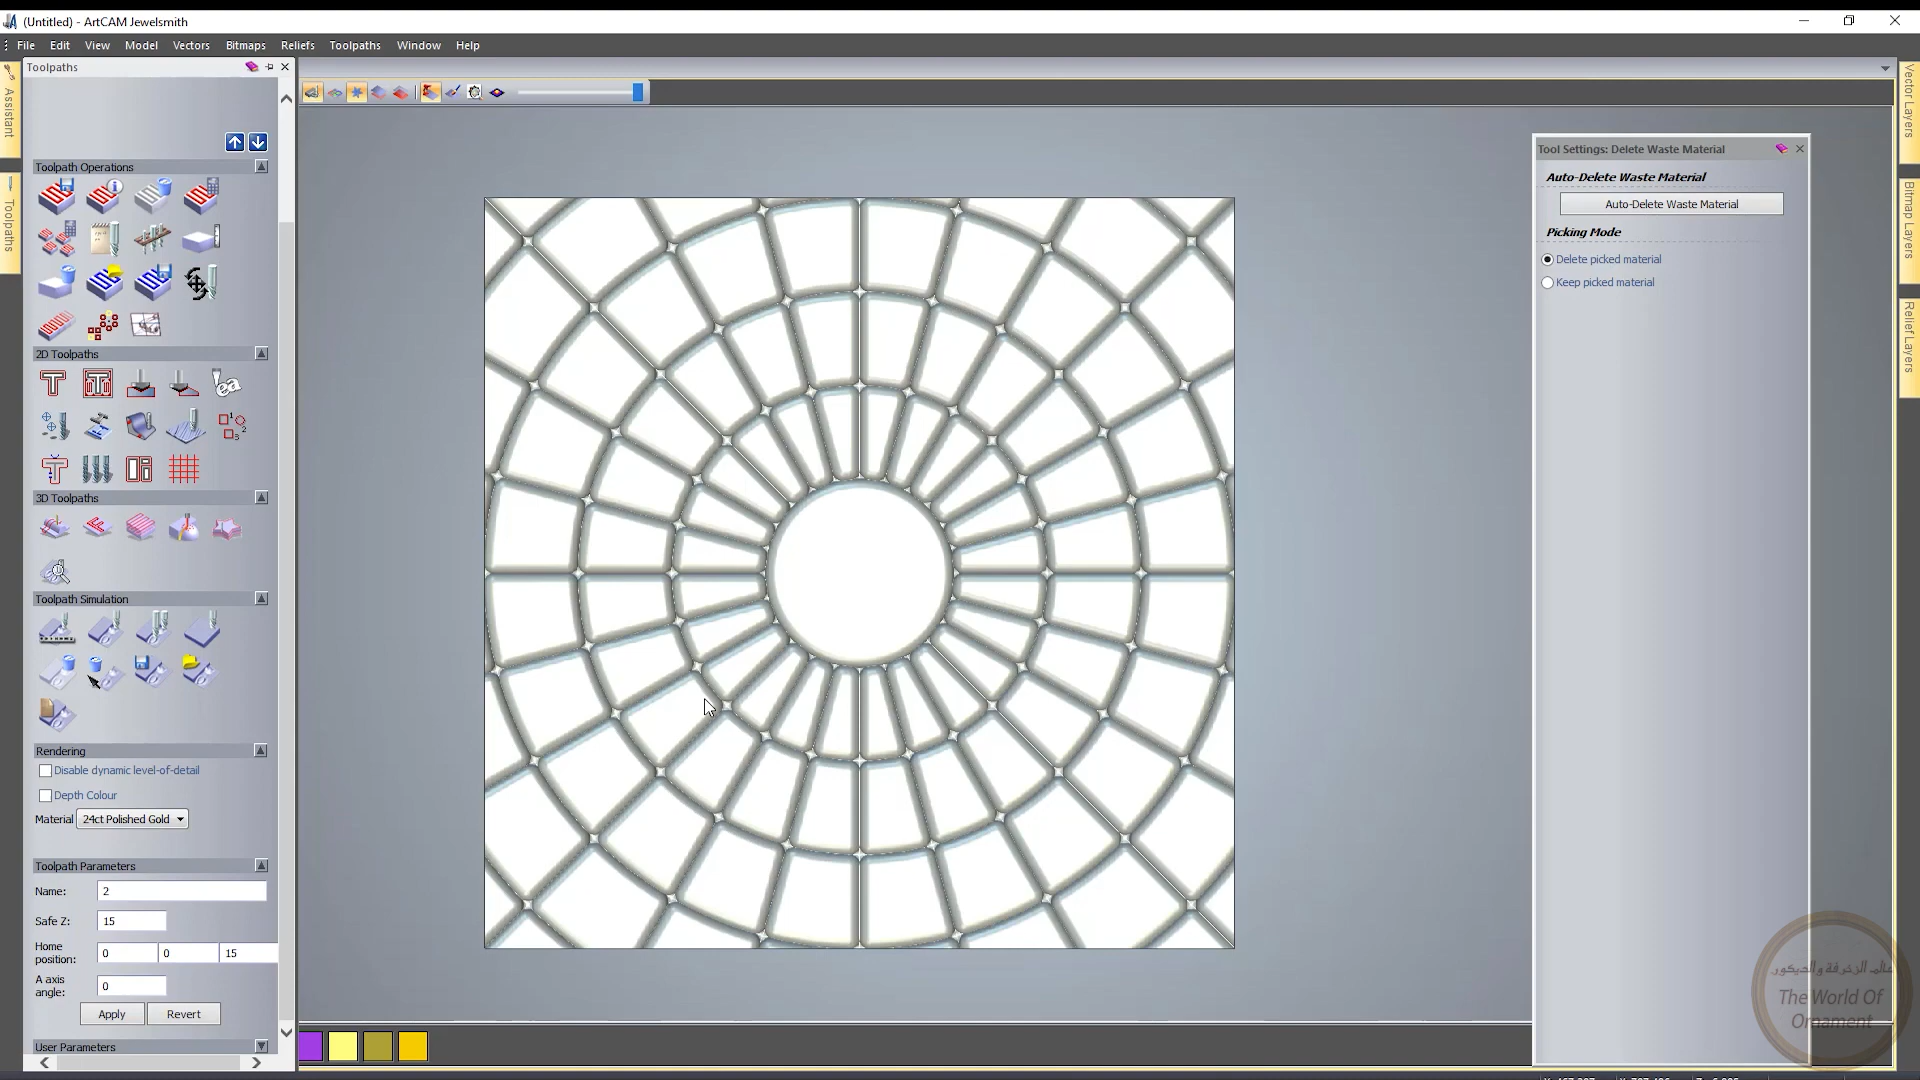 (Untitled) - ArtCAM Jewelsmith
File Edit View Model Vectors Bitmaps Reliefs Toolpaths Window Help
Toolpaths
Assistant
Toolpaths
Toolpath Operations
2D Toolpaths
3D Toolpaths
Toolpath Simulation
Rendering
Disable dynamic level-of-detail
Depth Colour
Material 24ct Polished Gold
Toolpath Parameters
Name: 2
Safe Z: 15
Home position: 0 0 15
A axis angle: 0
Apply Revert
User Parameters
Tool Settings: Delete Waste Material
Auto-Delete Waste Material
Auto-Delete Waste Material
Picking Mode
Delete picked material
Keep picked material
Vector Layers
Bitmap Layers
Relief Layers
عالم الزخرفة والديكور
The World Of
Ornament